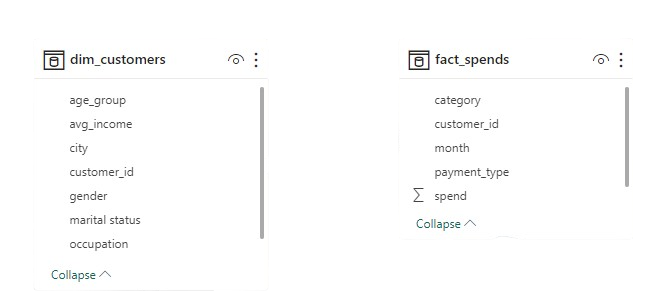 dim_customers
age_group
avg_income
city
customer_id
gender
marital status
occupation
Collapse
fact_spends
category
customer_id
month
payment_type
Σ spend
Collapse